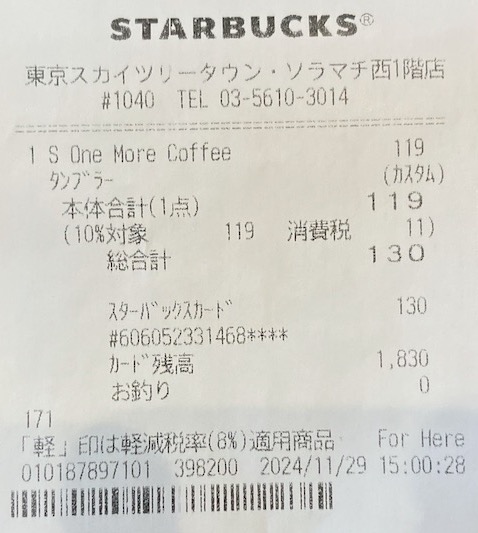 STARBUCKS®
東京スカイツリータウン・ソラマチ西1階店
#1040 TEL 03-5610-3014
1 S One More Coffee 119
ﾀﾝﾌﾞﾗｰ (ｶｽﾀﾑ)
本体合計(1点) 119
(10%対象 119 消費税 11)
総合計 130
ｽﾀｰﾊﾞｯｸｽｶｰﾄﾞ 130
#606052331468****
ｶｰﾄﾞ残高 1,830
お釣り 0
171
「軽」印は軽減税率(8%)適用商品 For Here
010187897101 398200 2024/11/29 15:00:28